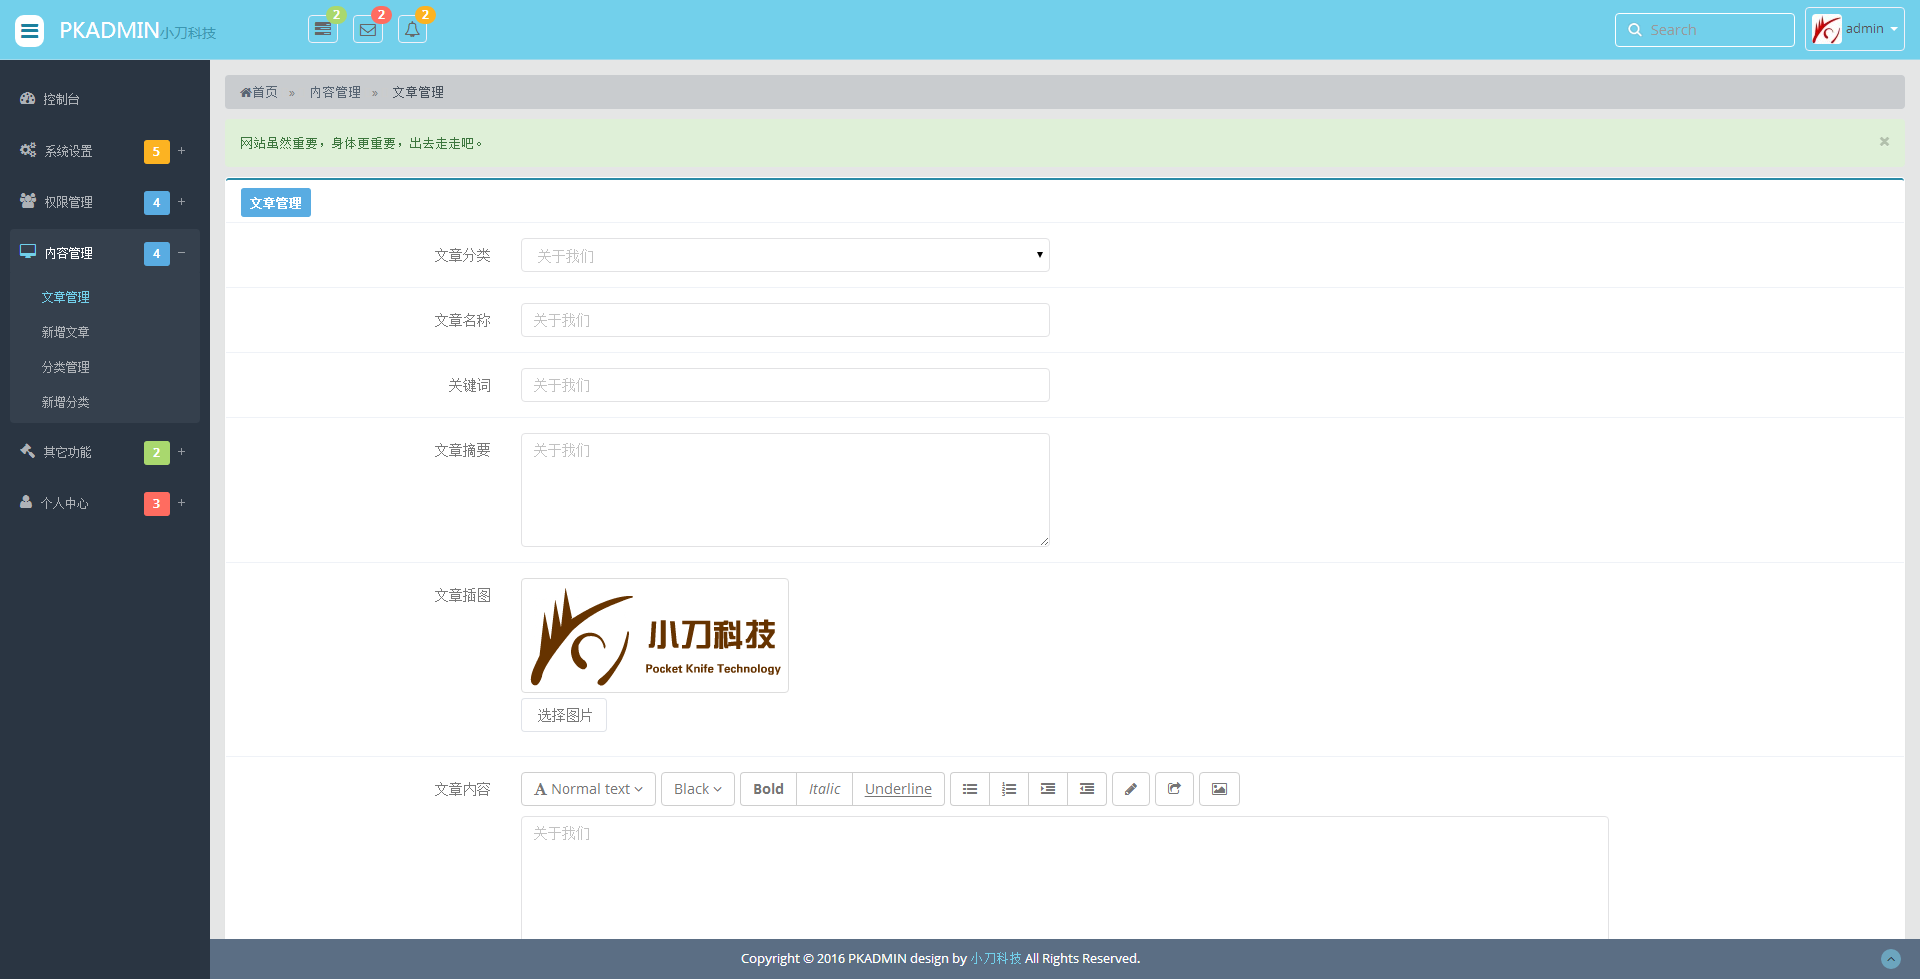 PKADMIN小刀科技
2
2
2
Search
admin
控制台
系统设置
5 +
权限管理
4 +
内容管理
4 −
文章管理
新增文章
分类管理
新增分类
其它功能
2 +
个人中心
3 +
首页 » 内容管理 » 文章管理
网站虽然重要，身体更重要，出去走走吧。
×
文章管理
文章分类
关于我们
文章名称
关于我们
关键词
关于我们
文章摘要
关于我们
文章插图
小刀科技
Pocket Knife Technology
选择图片
文章内容
A Normal text
Black
Bold
Italic
Underline
关于我们
Copyright © 2016 PKADMIN design by 小刀科技 All Rights Reserved.